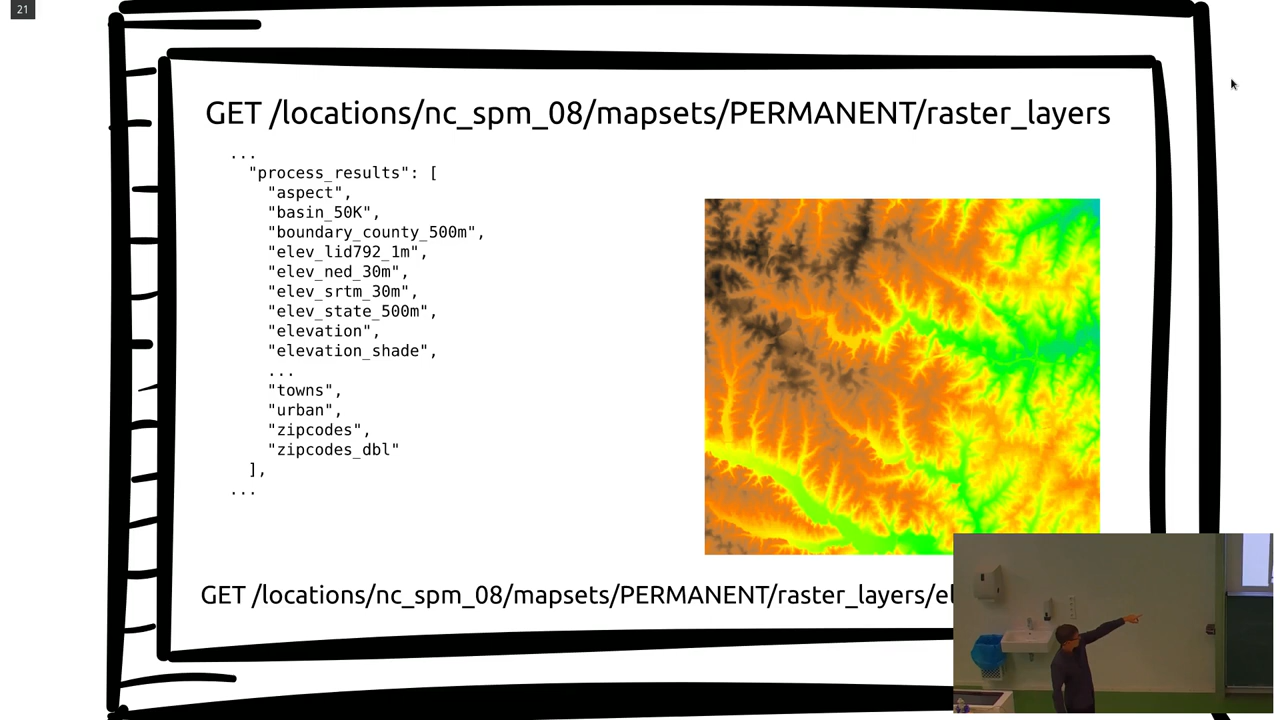 21
GET /locations/nc_spm_08/mapsets/PERMANENT/raster_layers
...
"process_results": [
"aspect",
"basin_50K",
"boundary_county_500m",
"elev_lid792_1m",
"elev_ned_30m",
"elev_srtm_30m",
"elev_state_500m",
"elevation",
"elevation_shade",
...
"towns",
"urban",
"zipcodes",
"zipcodes_dbl"
],
...
GET /locations/nc_spm_08/mapsets/PERMANENT/raster_layers/el